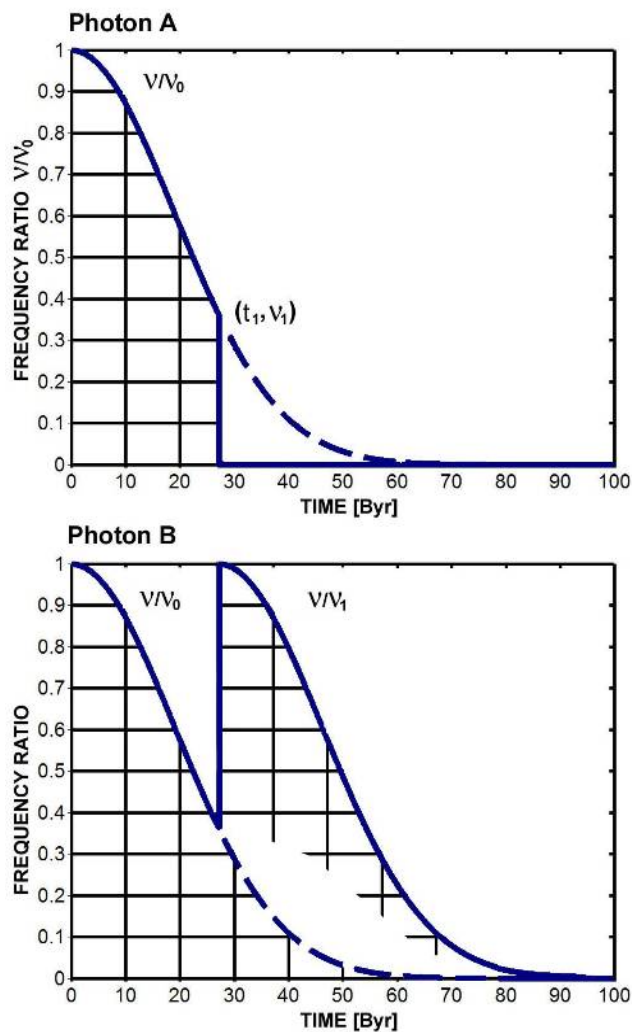 Photon A
1
0.9
0.8
0.7
0.6
0.5
0.4
0.3
0.2
0.1
0
FREQUENCY RATIO ν/ν₀
ν/ν₀
(t₁, ν₁)
0 10 20 30 40 50 60 70 80 90 100
TIME [Byr]
Photon B
1
0.9
0.8
0.7
0.6
0.5
0.4
0.3
0.2
0.1
0
FREQUENCY RATIO
ν/ν₀ ν/ν₁
0 10 20 30 40 50 60 70 80 90 100
TIME [Byr]